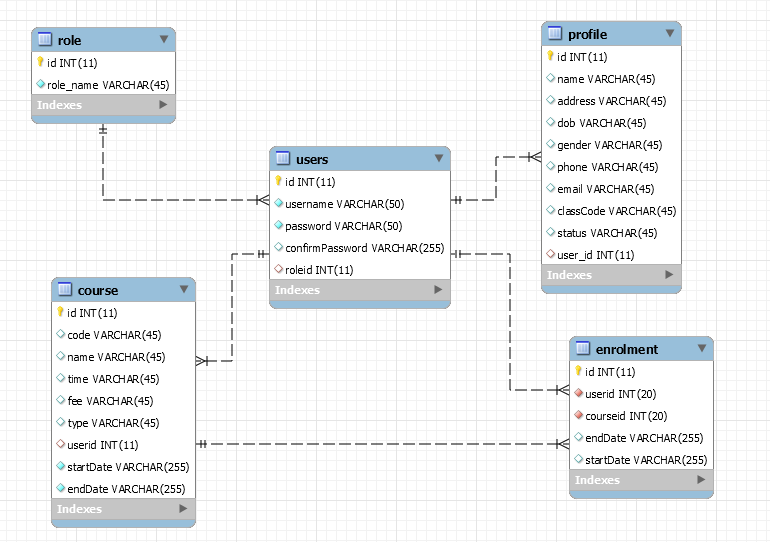 role
id INT(11)
role_name VARCHAR(45)
Indexes
profile
id INT(11)
name VARCHAR(45)
address VARCHAR(45)
dob VARCHAR(45)
gender VARCHAR(45)
phone VARCHAR(45)
email VARCHAR(45)
classCode VARCHAR(45)
status VARCHAR(45)
user_id INT(11)
Indexes
users
id INT(11)
username VARCHAR(50)
password VARCHAR(50)
confirmPassword VARCHAR(255)
roleid INT(11)
Indexes
course
id INT(11)
code VARCHAR(45)
name VARCHAR(45)
time VARCHAR(45)
fee VARCHAR(45)
type VARCHAR(45)
userid INT(11)
startDate VARCHAR(255)
endDate VARCHAR(255)
Indexes
enrolment
id INT(11)
userid INT(20)
courseid INT(20)
endDate VARCHAR(255)
startDate VARCHAR(255)
Indexes